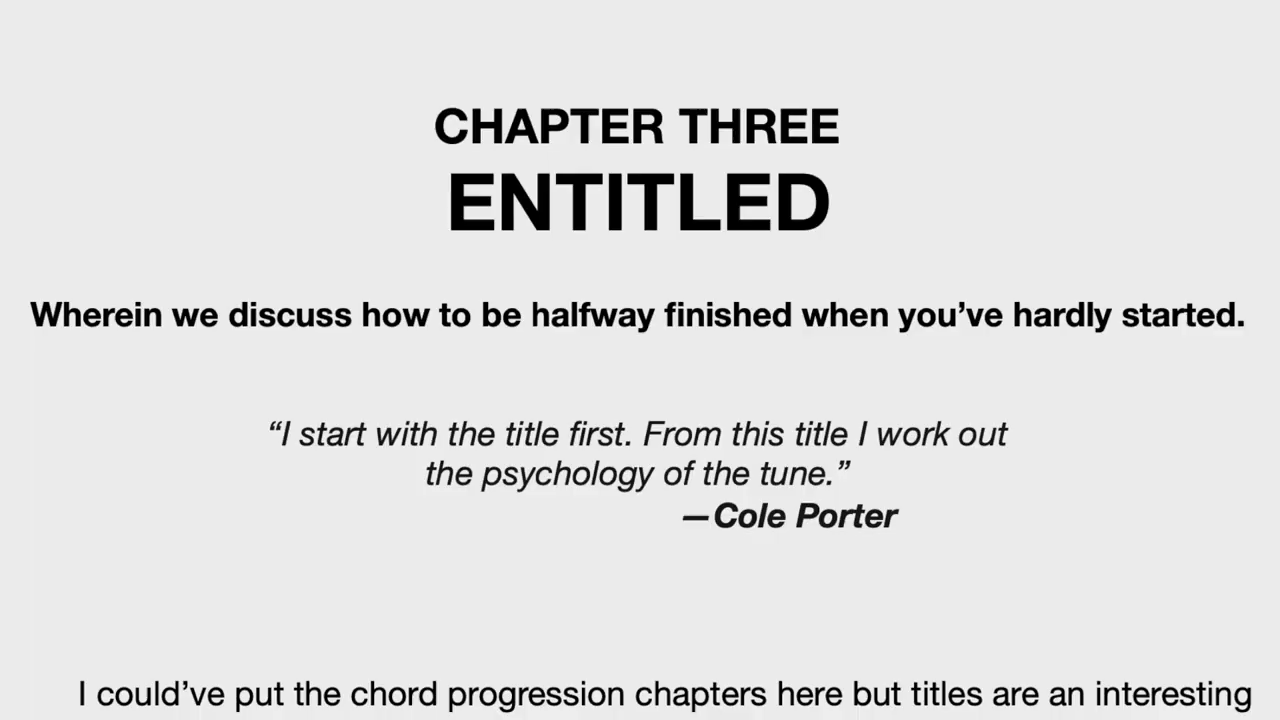 CHAPTER THREE
ENTITLED
Wherein we discuss how to be halfway finished when you’ve hardly started.
“I start with the title first. From this title I work out
the psychology of the tune.”
—Cole Porter
I could’ve put the chord progression chapters here but titles are an interesting